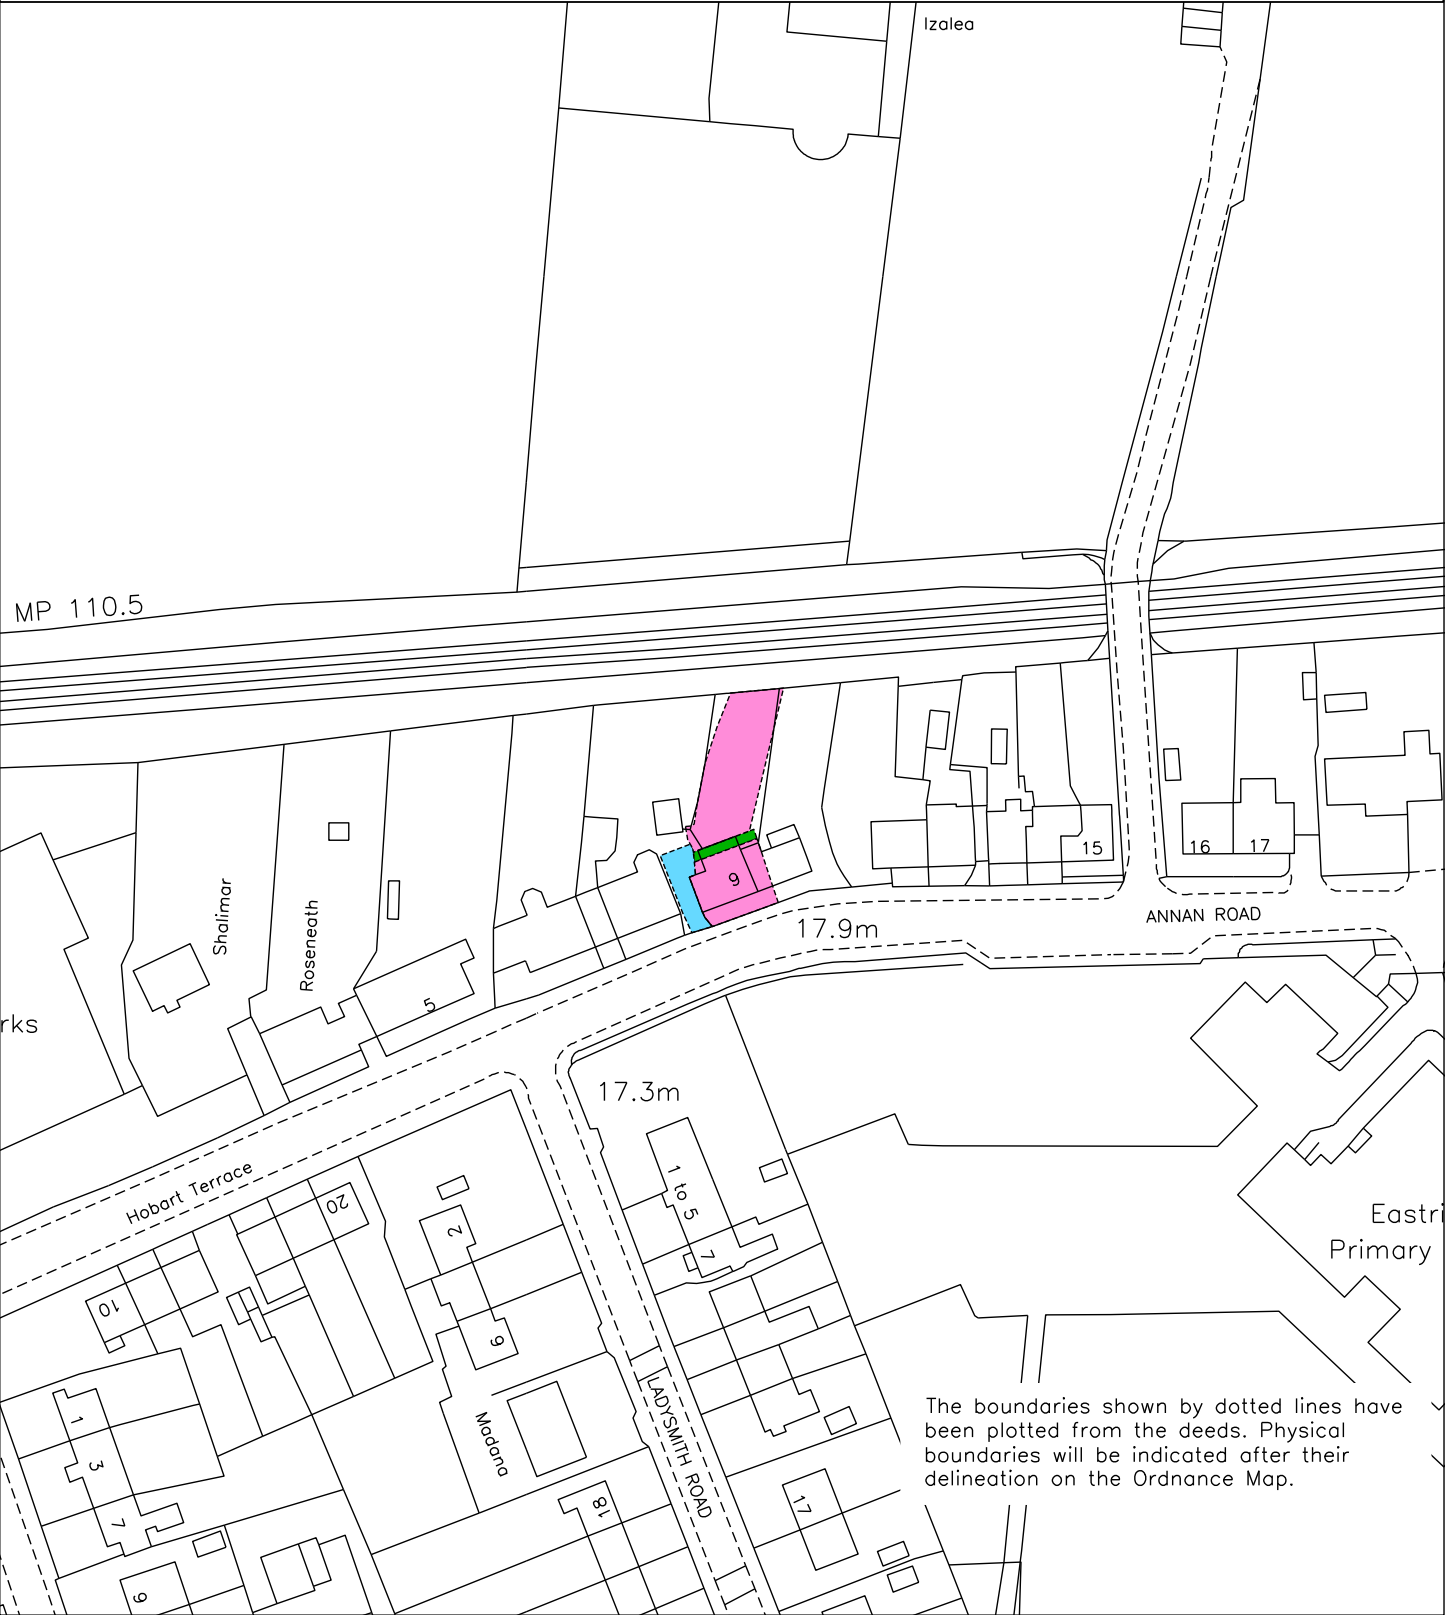 Izalea
MP 110.5
Shalimar
Roseneath
5
9
15
16
17
17.9m
ANNAN ROAD
rks
17.3m
Hobart Terrace
20
10
2
6
1 to 5
7
Eastri
Primary
LADYSMITH ROAD
Madana
1
3
7
9
18
17
The boundaries shown by dotted lines have
been plotted from the deeds. Physical
boundaries will be indicated after their
delineation on the Ordnance Map.